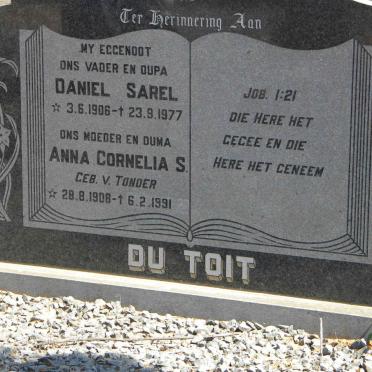 Ter Herinnering Aan
MY EGGENOOT
ONS VADER EN OUPA
DANIEL SAREL
☆ 3.6.1906-† 23.9.1977
ONS MOEDER EN OUMA
ANNA CORNELIA S.
GEB. V. TONDER
☆ 28.8.1908-† 6.2.1991
JOB. 1:21
DIE HERE HET
GEGEE EN DIE
HERE HET GENEEM
DU TOIT